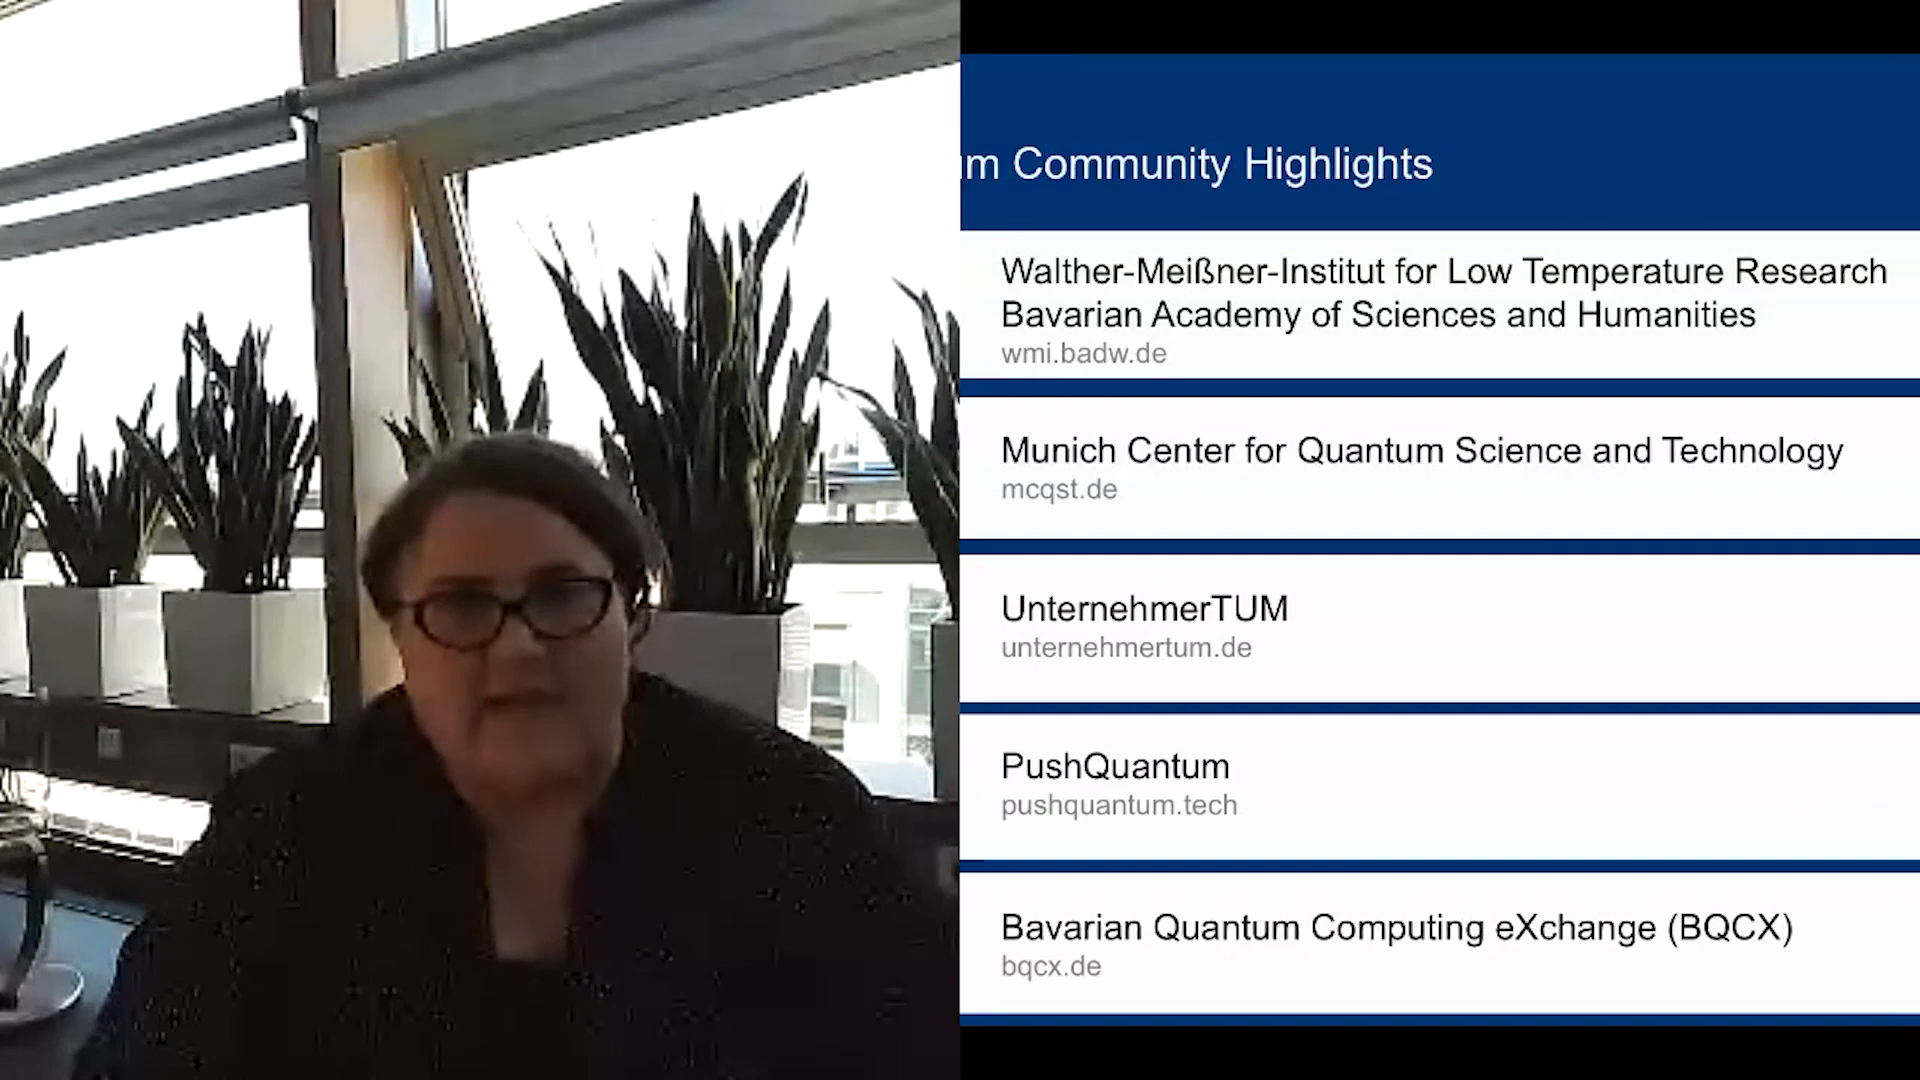 m Community Highlights
Walther-Meißner-Institut for Low Temperature Research
Bavarian Academy of Sciences and Humanities
wmi.badw.de
Munich Center for Quantum Science and Technology
mcqst.de
UnternehmerTUM
unternehmertum.de
PushQuantum
pushquantum.tech
Bavarian Quantum Computing eXchange (BQCX)
bqcx.de